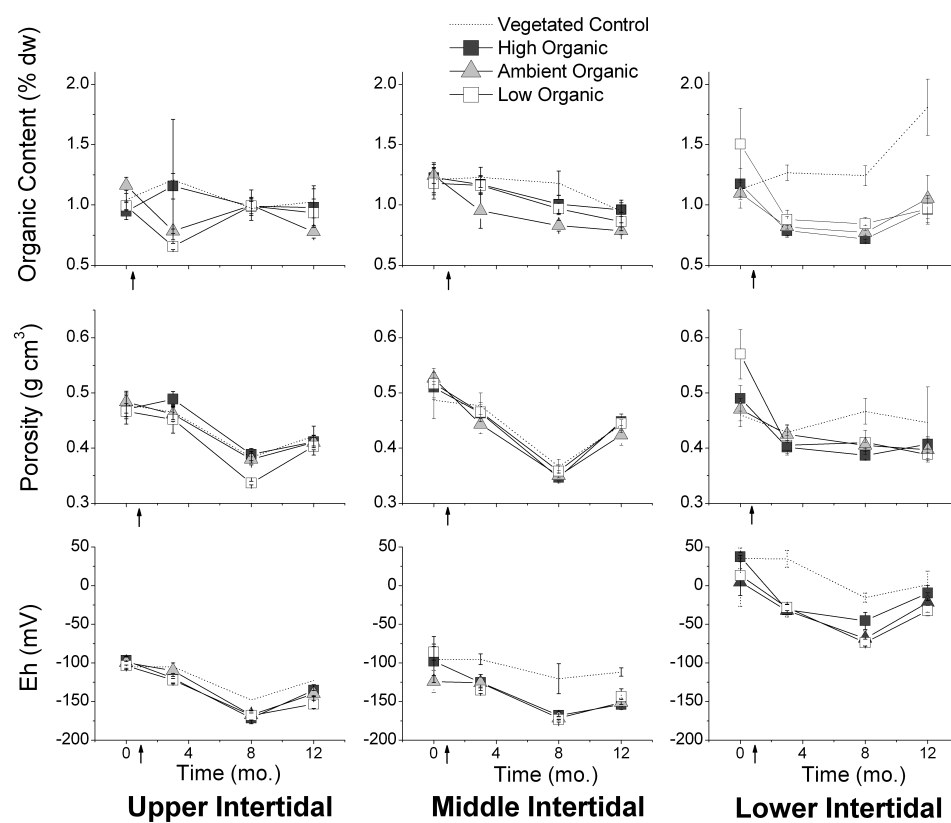 Vegetated Control
High Organic
Ambient Organic
Low Organic
Organic Content (% dw)
2.0 2.0 2.0
1.5 1.5 1.5
1.0 1.0 1.0
0.5 0.5 0.5
Porosity (g cm³)
0.6 0.6 0.6
0.5 0.5 0.5
0.4 0.4 0.4
0.3 0.3 0.3
Eh (mV)
50 50 50
0 0 0
-50 -50 -50
-100 -100 -100
-150 -150 -150
-200 -200 -200
0 4 8 12 0 4 8 12 0 4 8 12
Time (mo.) Time (mo.) Time (mo.)
Upper Intertidal Middle Intertidal Lower Intertidal